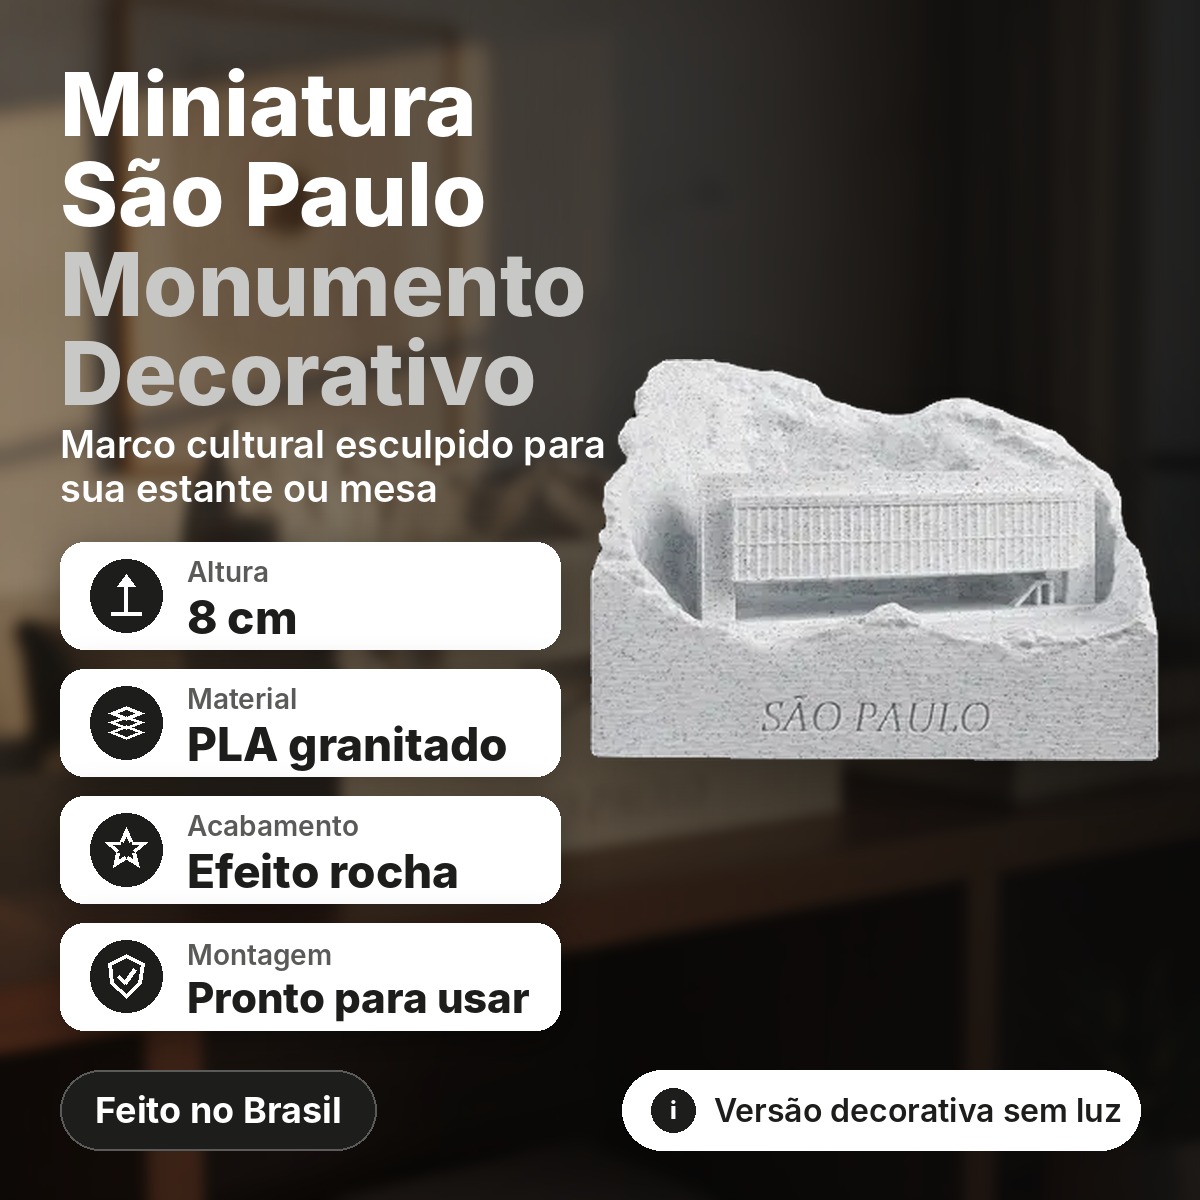 Miniatura
São Paulo
Monumento
Decorativo
Marco cultural esculpido para
sua estante ou mesa
Altura
8 cm
Material
PLA granitado
Acabamento
Efeito rocha
Montagem
Pronto para usar
SÃO PAULO
Feito no Brasil
i Versão decorativa sem luz